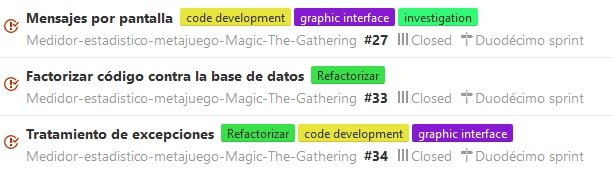 Mensajes por pantalla code development graphic interface investigation
Medidor-estadistico-metajuego-Magic-The-Gathering #27 Closed Duodécimo sprint
Factorizar código contra la base de datos Refactorizar
Medidor-estadistico-metajuego-Magic-The-Gathering #33 Closed Duodécimo sprint
Tratamiento de excepciones Refactorizar code development graphic interface
Medidor-estadistico-metajuego-Magic-The-Gathering #34 Closed Duodécimo sprint